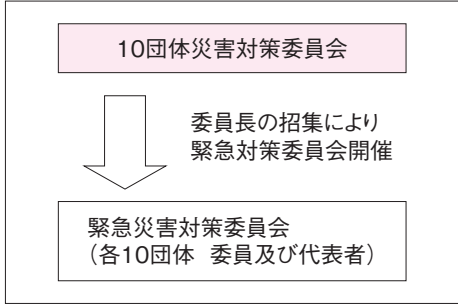 10団体災害対策委員会
委員長の招集により
緊急対策委員会開催
緊急災害対策委員会
（各10団体　委員及び代表者）